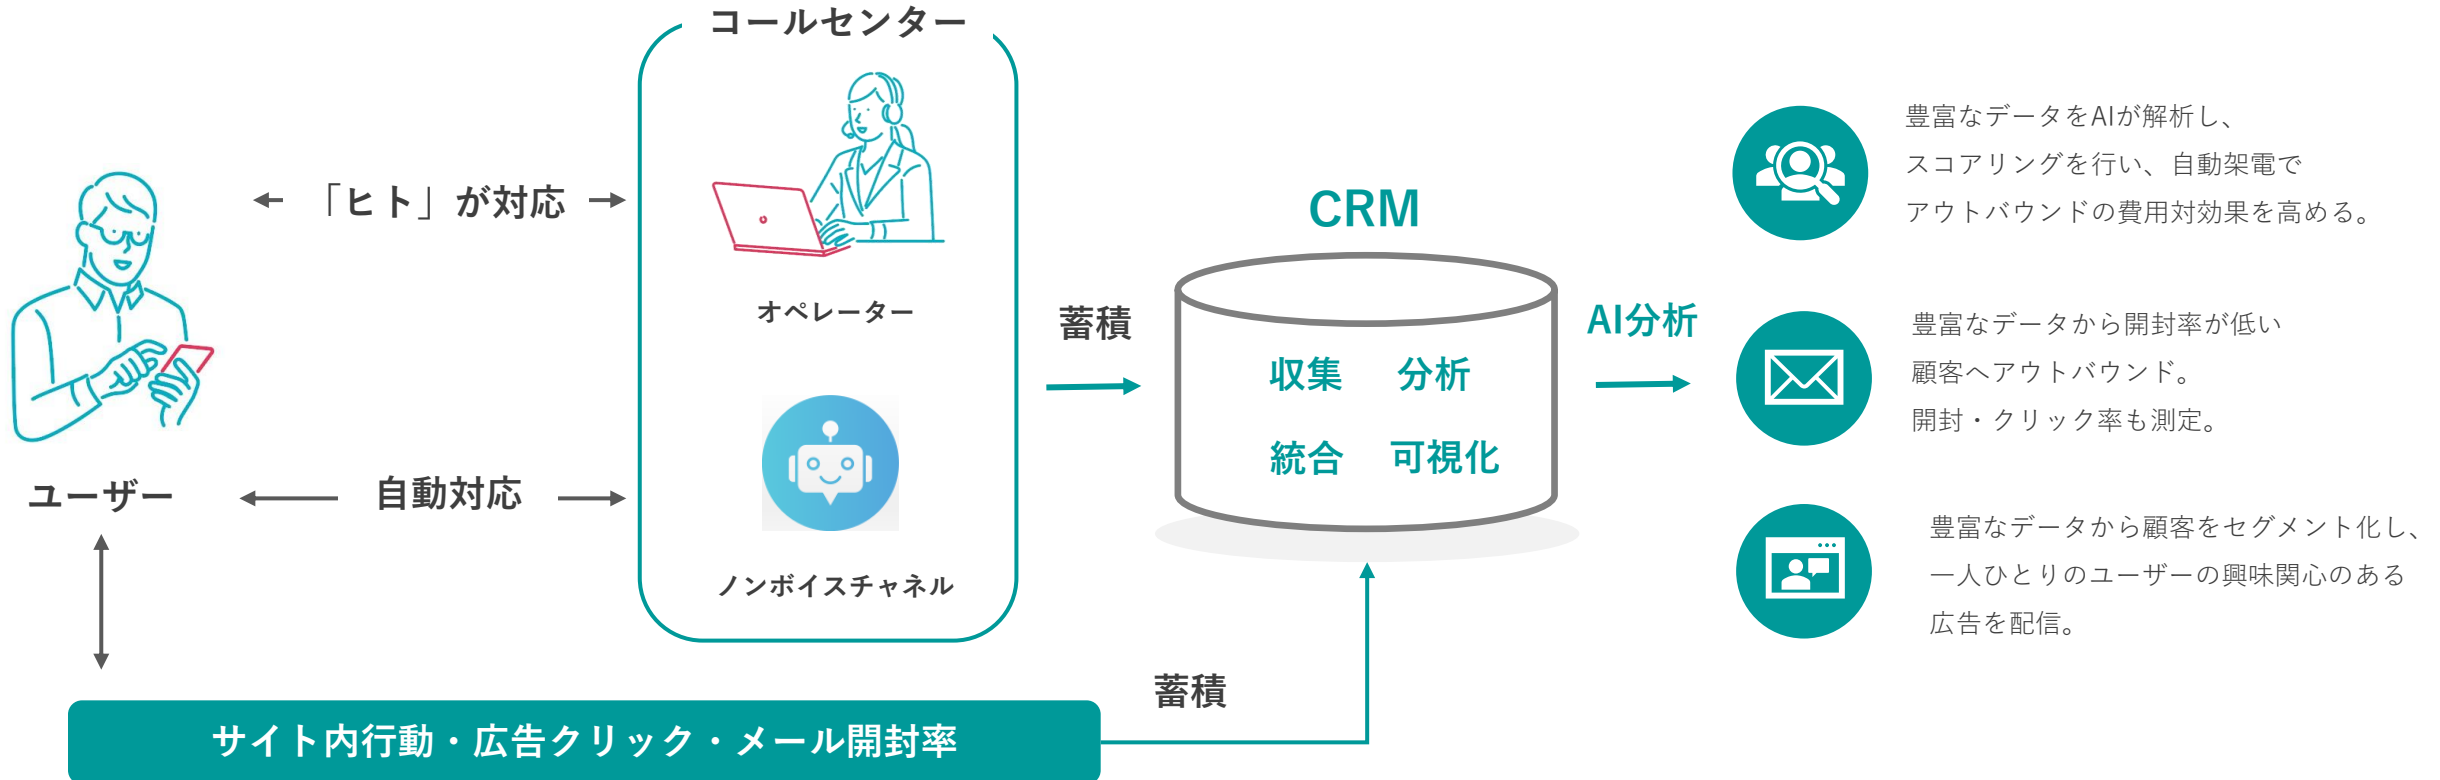 コールセンター
「ヒト」が対応
オペレーター
ユーザー
自動対応
ノンボイスチャネル
サイト内行動・広告クリック・メール開封率
蓄積
蓄積
CRM
収集 分析
統合 可視化
AI分析
豊富なデータをAIが解析し、
スコアリングを行い、自動架電で
アウトバウンドの費用対効果を高める。
豊富なデータから開封率が低い
顧客へアウトバウンド。
開封・クリック率も測定。
豊富なデータから顧客をセグメント化し、
一人ひとりのユーザーの興味関心のある
広告を配信。